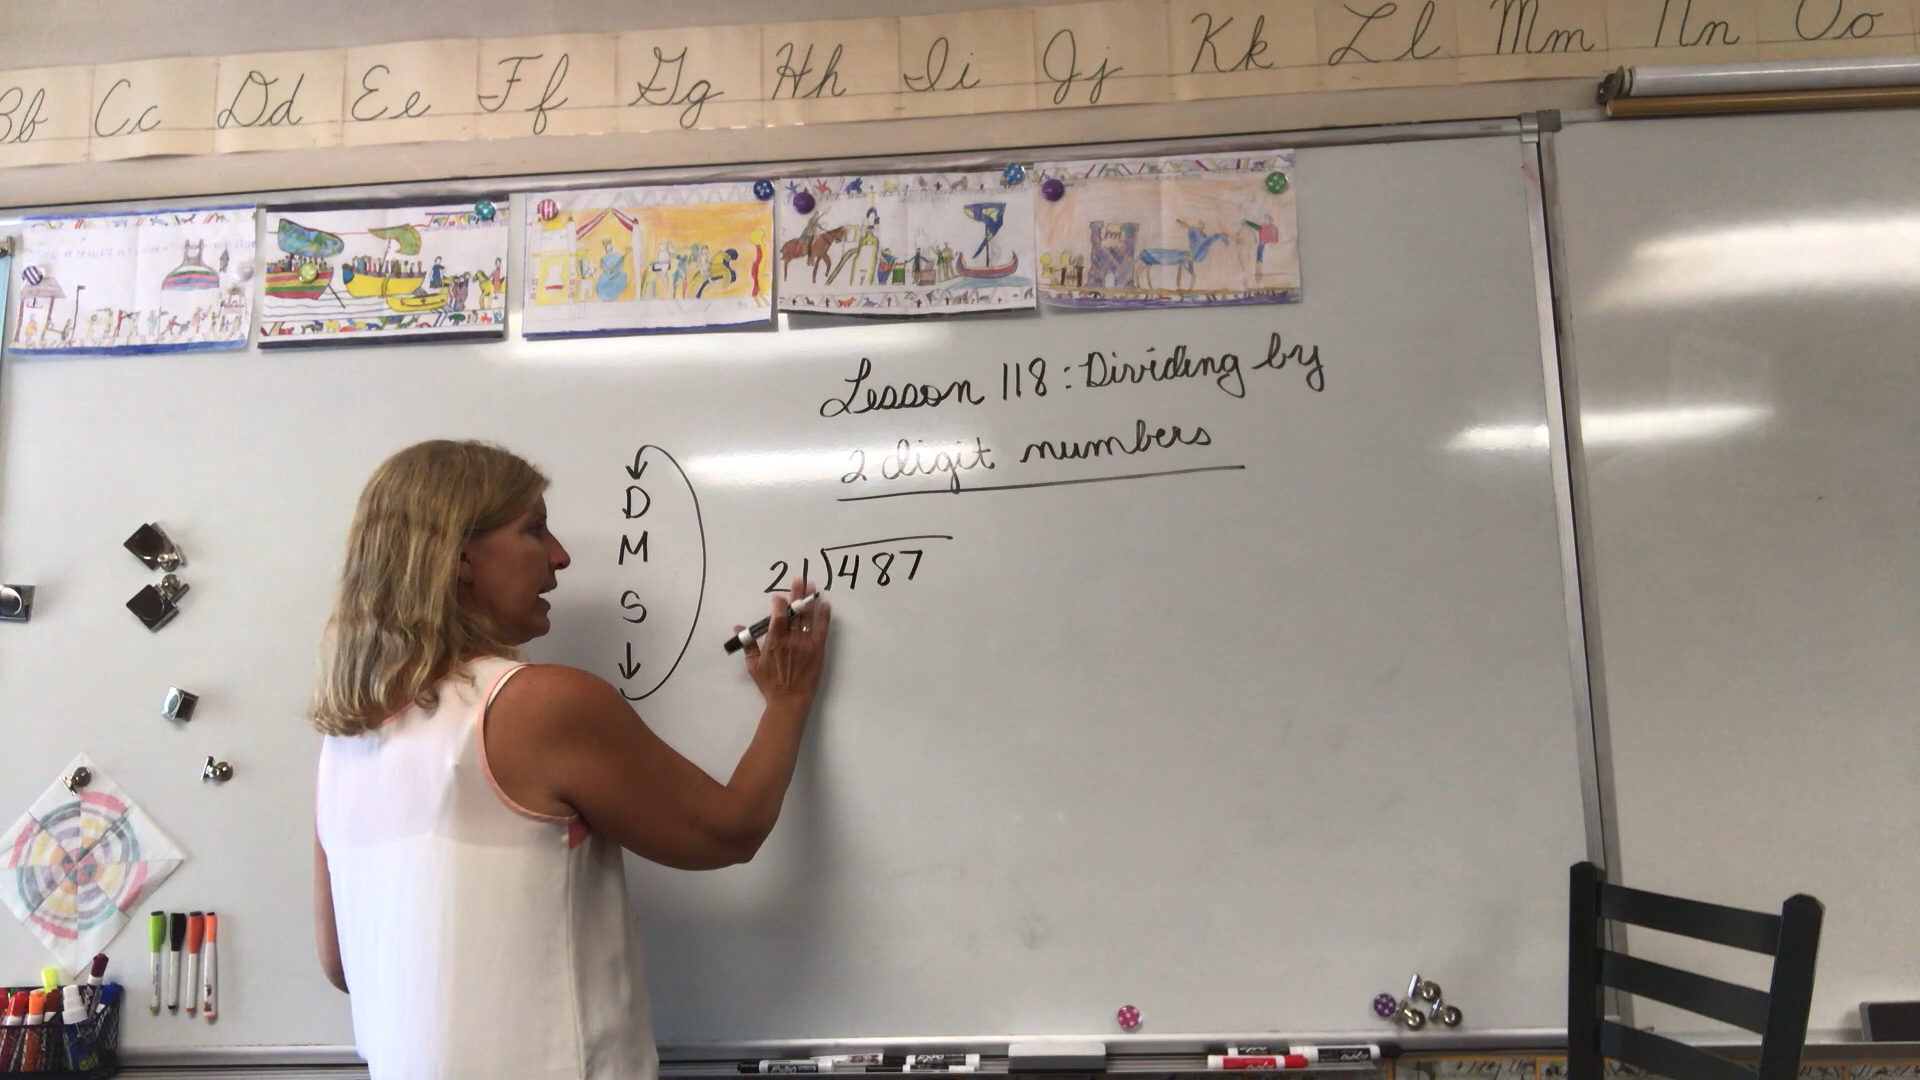 Bb Cc Dd Ee Ff Gg Hh Ii Jj Kk Ll Mm Nn Oo
Lesson 118: Dividing by
2 digit numbers
D
M
S
21)487